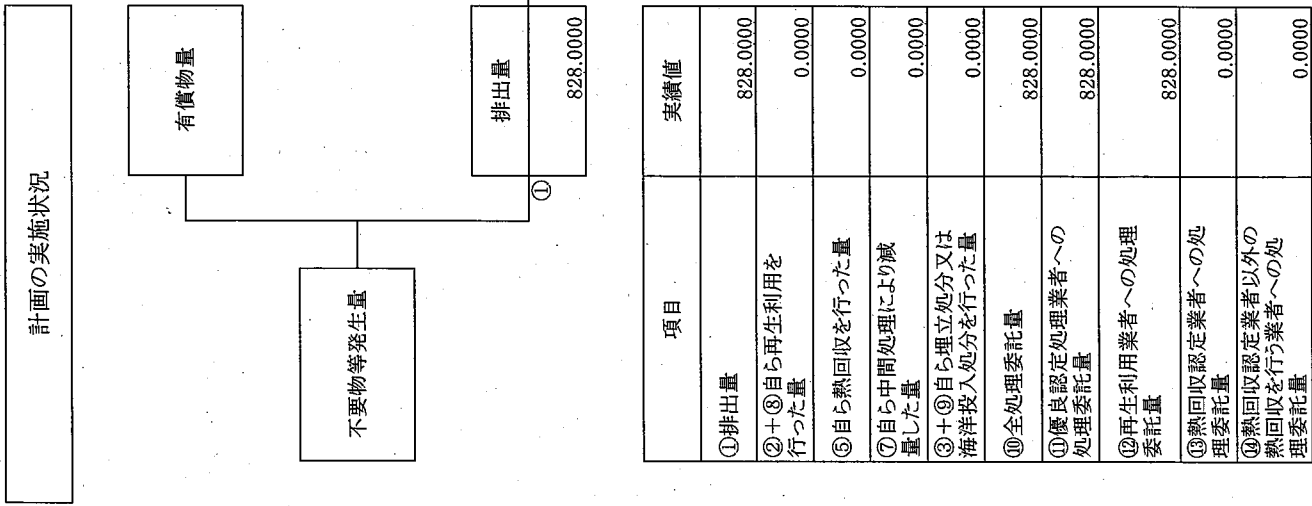 計画の実施状況
有償物量
不要物等発生量
排出量
①
828.0000
項目
実績値
①排出量
828.0000
②+⑧自ら再生利用を
行った量
0.0000
⑤自ら熱回収を行った量
0.0000
⑦自ら中間処理により減
量した量
0.0000
③+⑨自ら埋立処分又は
海洋投入処分を行った量
0.0000
⑩全処理委託量
828.0000
⑪優良認定処理業者への
処理委託量
828.0000
⑫再生利用業者への処理
委託量
828.0000
⑬熱回収認定業者への処
理委託量
0.0000
⑭熱回収認定業者以外の
熱回収を行う業者への処
理委託量
0.0000